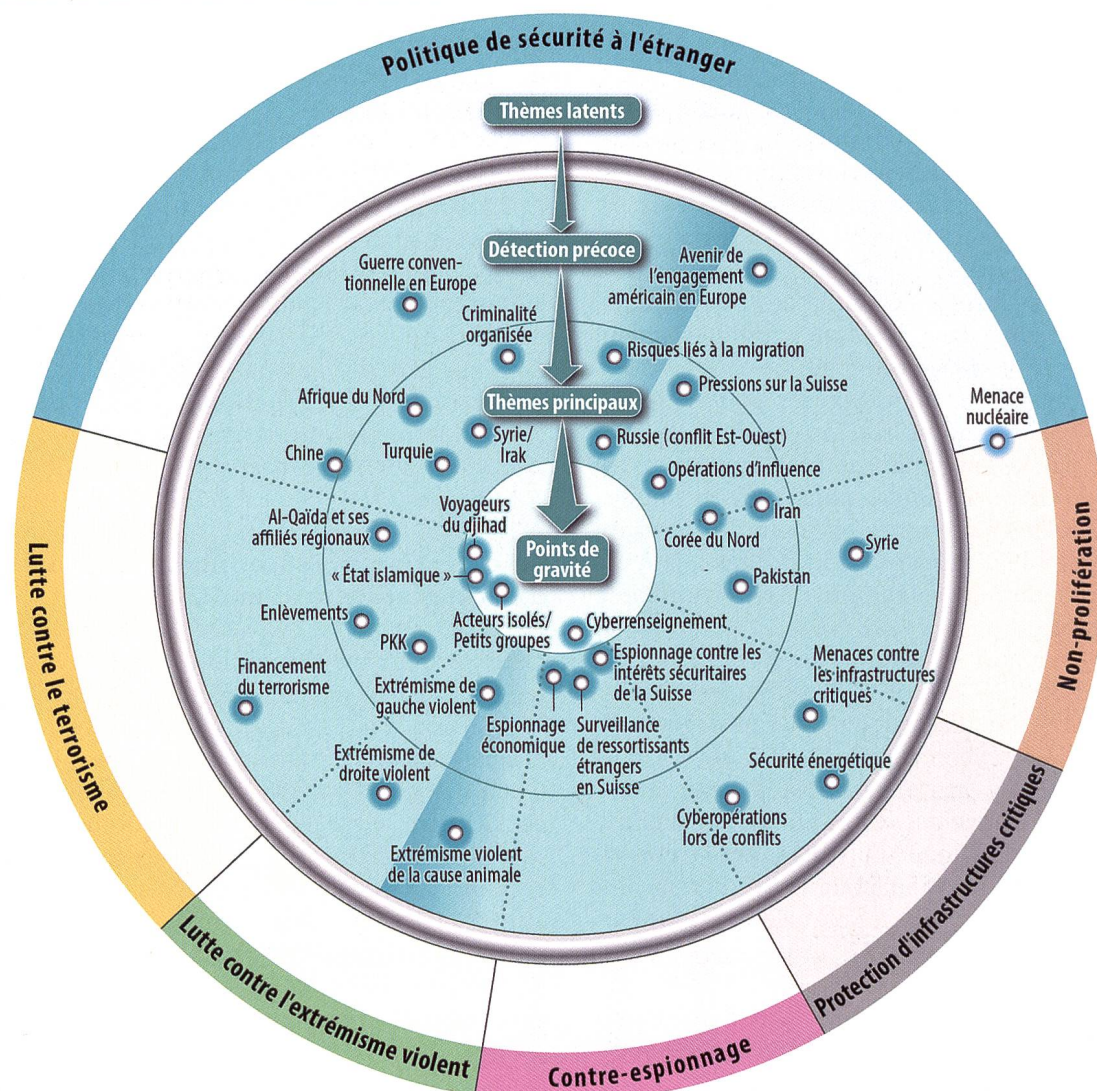 Politique de sécurité à l'étranger
Thèmes latents
Détection précoce
Guerre conven-
tionnelle en Europe
Avenir de
l'engagement
américain en Europe
Criminalité
organisée
Risques liés à la migration
Pressions sur la Suisse
Afrique du Nord
Thèmes principaux
Menace
nucléaire
Chine
Turquie
Syrie/
Irak
Russie (conflit Est-Ouest)
Opérations d'influence
Al-Qaïda et ses
affiliés régionaux
Voyageurs
du djihad
Iran
Corée du Nord
Points de
gravité
Syrie
« État islamique »
Pakistan
Enlèvements
Acteurs isolés/
Petits groupes
Cyberrenseignement
PKK
Espionnage contre les
intérêts sécuritaires
de la Suisse
Menaces contre
les infrastructures
critiques
Financement
du terrorisme
Extrémisme de
gauche violent
Espionnage
économique
Surveillance
de ressortissants
étrangers
en Suisse
Extrémisme de
droite violent
Sécurité énergétique
Cyberopérations
lors de conflits
Extrémisme violent
de la cause animale
Lutte contre le terrorisme
Non-prolifération
Lutte contre l'extrémisme violent
Contre-espionnage
Protection d'infrastructures critiques